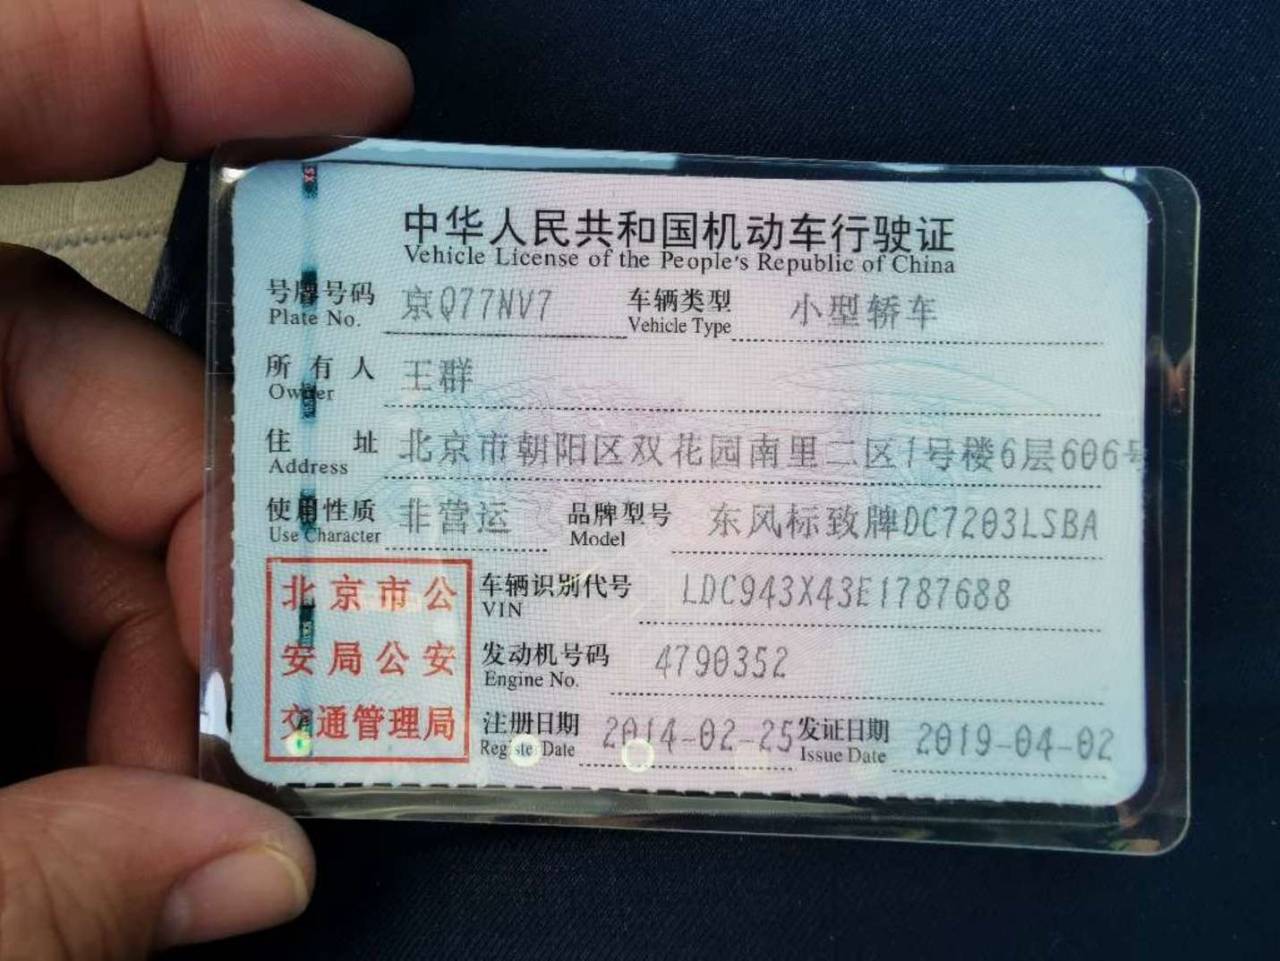 中华人民共和国机动车行驶证
Vehicle License of the People's Republic of China
号牌号码 京Q77NV7 车辆类型 小型轿车
Plate No. Vehicle Type
所有人 王群
Owner
住址 北京市朝阳区双花园南里二区1号楼6层606号
Address
使用性质 非营运 品牌型号 东风标致牌DC7203LSBA
Use Character Model
北京市公 车辆识别代号 LDC943X43E1787688
VIN
安局公安 发动机号码 4790352
Engine No.
交通管理局 注册日期 2014-02-25 发证日期 2019-04-02
Register Date Issue Date